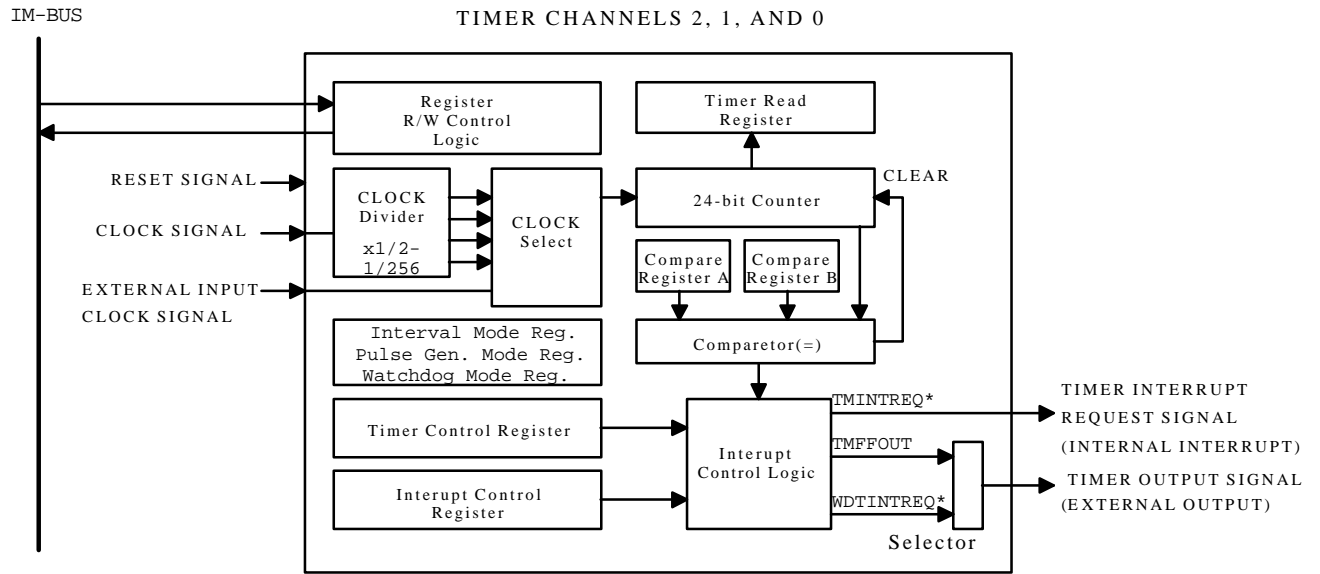 IM-BUS
TIMER CHANNELS 2, 1, AND 0
Register
R/W Control
Logic
Timer Read
Register
RESET SIGNAL
CLOCK SIGNAL
EXTERNAL INPUT
CLOCK SIGNAL
CLOCK
Divider
x1/2-
1/256
CLOCK
Select
24-bit Counter
CLEAR
Compare
Register A
Compare
Register B
Comparetor(=)
Interval Mode Reg.
Pulse Gen. Mode Reg.
Watchdog Mode Reg.
Timer Control Register
Interupt Control
Register
Interupt
Control Logic
TMINTREQ*
TMFFOUT
WDTINTREQ*
Selector
TIMER INTERRUPT
REQUEST SIGNAL
(INTERNAL INTERRUPT)
TIMER OUTPUT SIGNAL
(EXTERNAL OUTPUT)